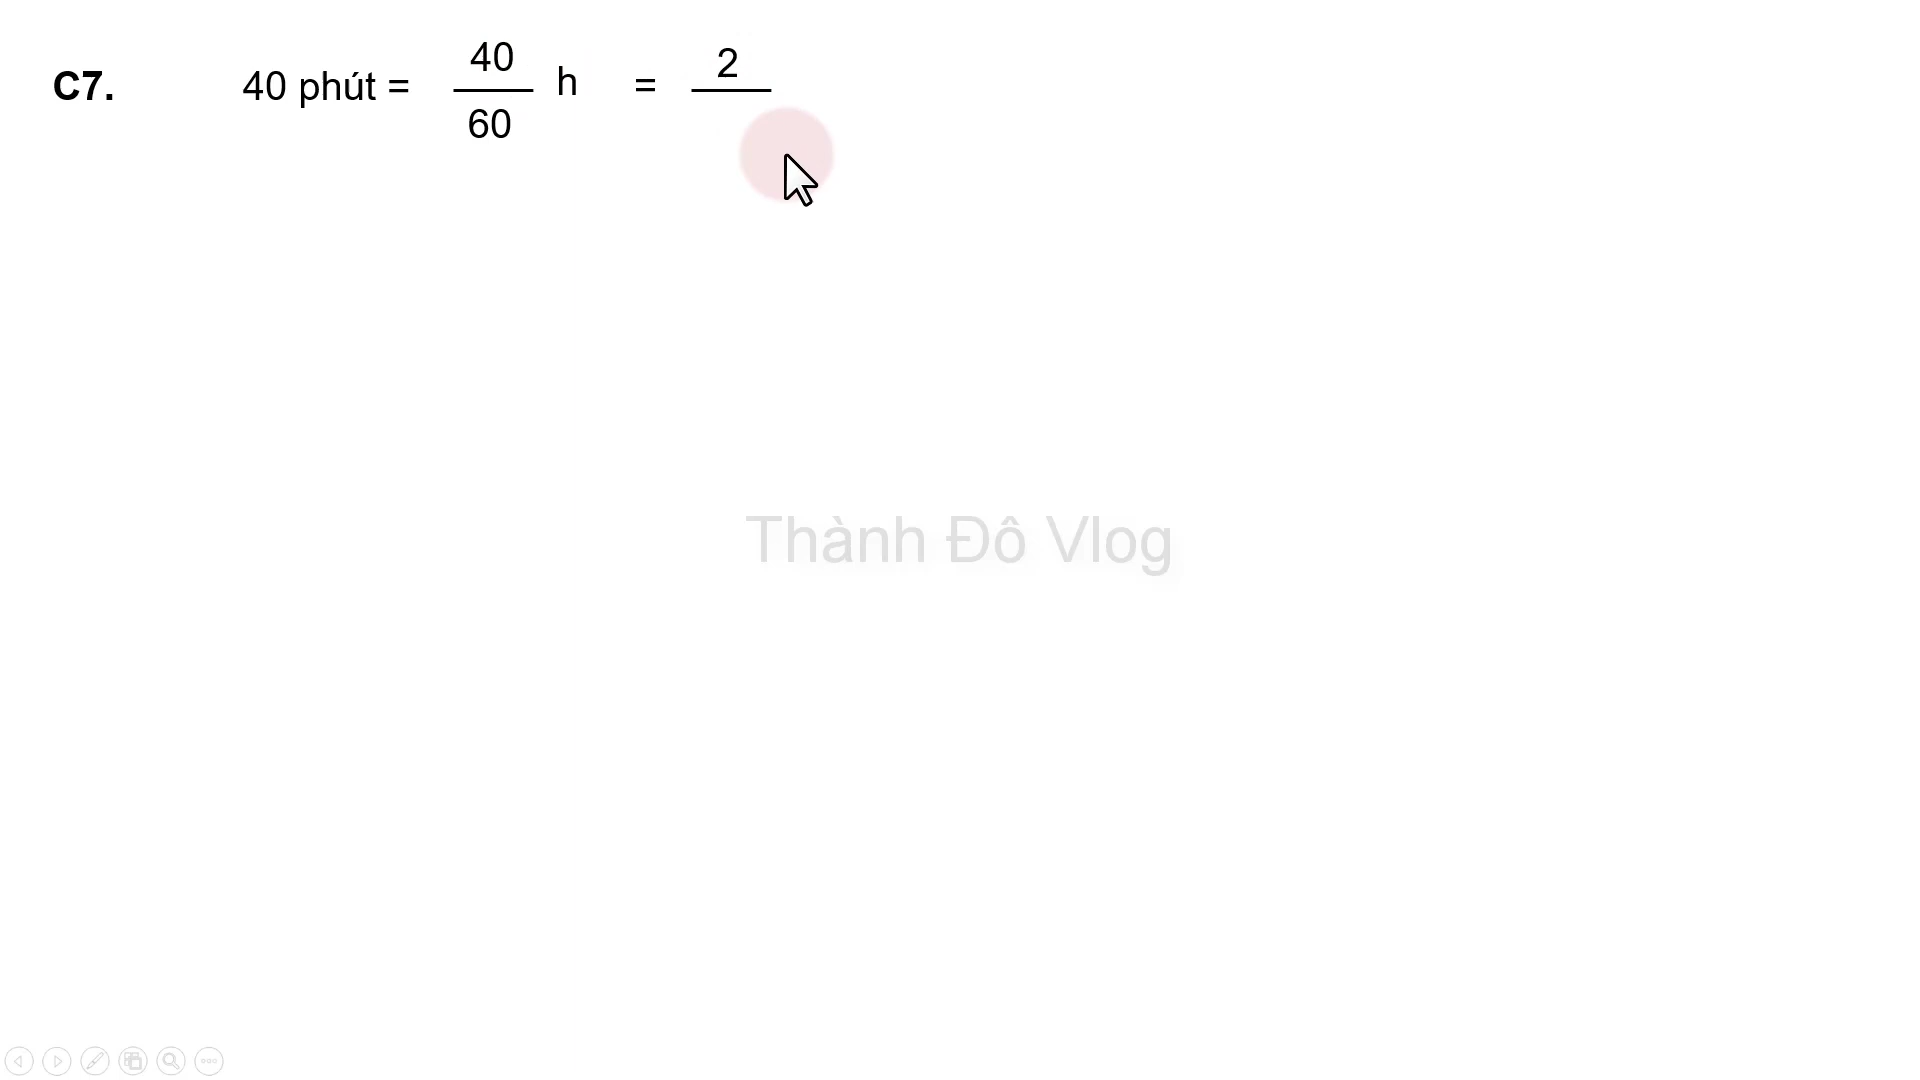 C7. 40 phút = 40/60 h = 2/
Thành Đô Vlog